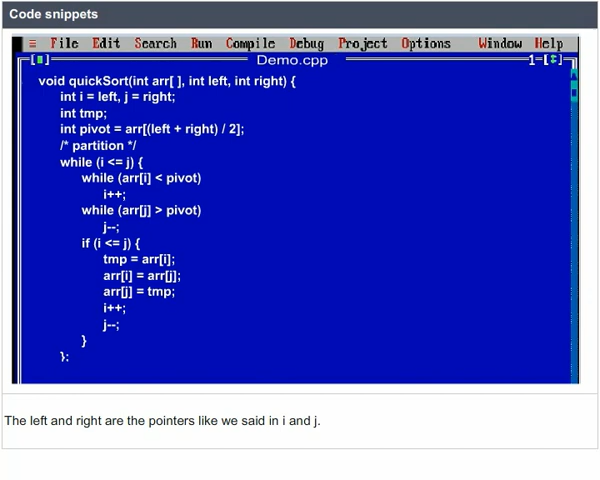 Code snippets
≡ File Edit Search Run Compile Debug Project Options Window Help
[■] Demo.cpp 1=[↕]
void quickSort(int arr[ ], int left, int right) {
int i = left, j = right;
int tmp;
int pivot = arr[(left + right) / 2];
/* partition */
while (i <= j) {
while (arr[i] < pivot)
i++;
while (arr[j] > pivot)
j--;
if (i <= j) {
tmp = arr[i];
arr[i] = arr[j];
arr[j] = tmp;
i++;
j--;
}
};
The left and right are the pointers like we said in i and j.